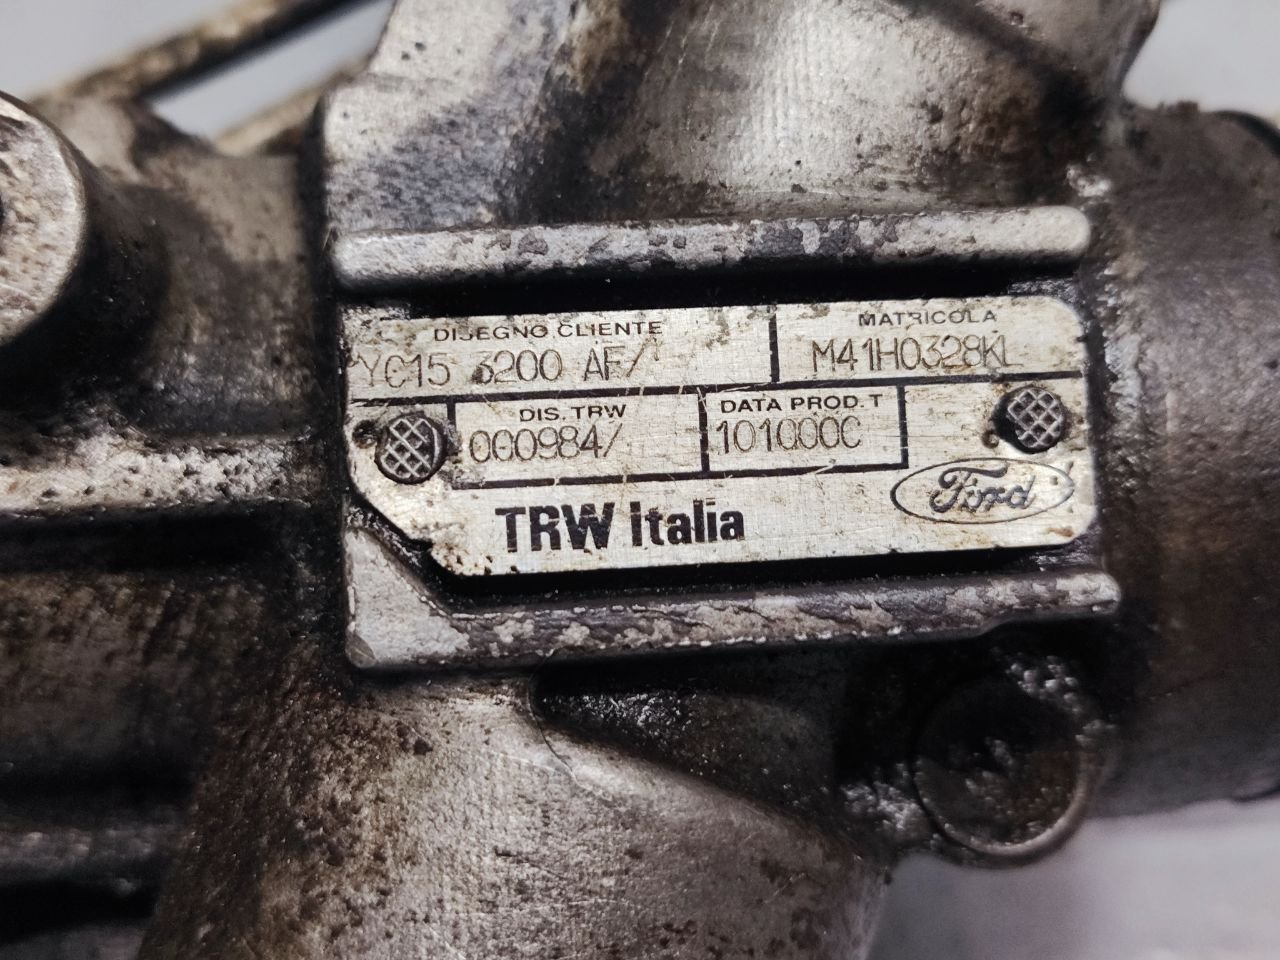 DISEGNO CLIENTE
YC15 3200 AF/
MATRICOLA
M41H0328KL
DIS. TRW
000984/
DATA PROD. T
101000C
TRW Italia
Ford